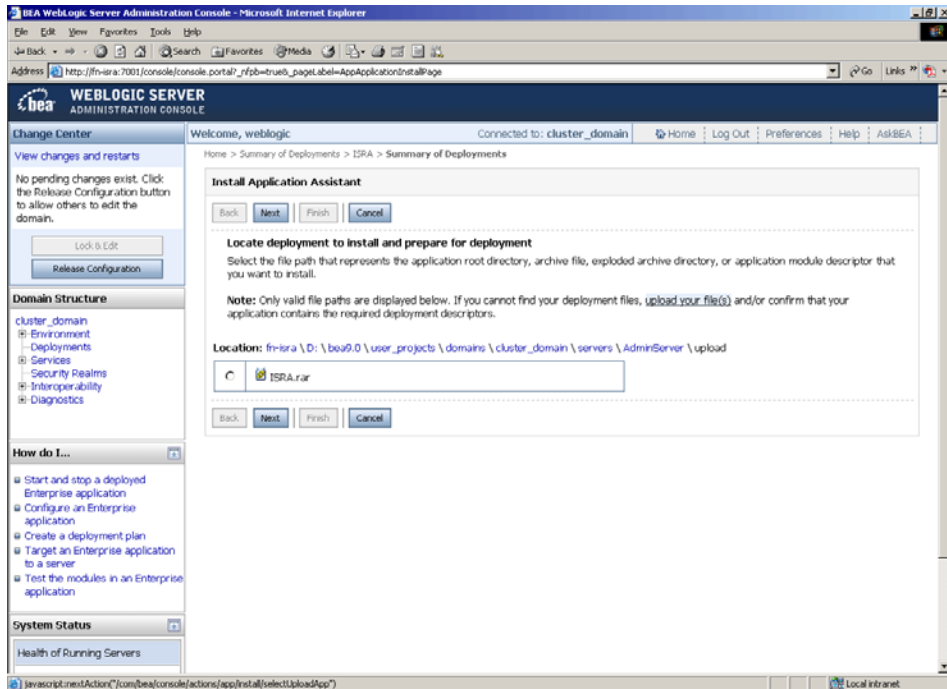 BEA WebLogic Server Administration Console - Microsoft Internet Explorer
File Edit View Favorites Tools Help
Back Search Favorites Media
Address http://fn-isra:7001/console/console.portal?_nfpb=true&_pageLabel=AppApplicationInstallPage Go Links
bea WEBLOGIC SERVER
ADMINISTRATION CONSOLE
Change Center
View changes and restarts
No pending changes exist. Click
the Release Configuration button
to allow others to edit the
domain.
Lock & Edit
Release Configuration
Domain Structure
cluster_domain
Environment
Deployments
Services
Security Realms
Interoperability
Diagnostics
How do I...
Start and stop a deployed
Enterprise application
Configure an Enterprise
application
Create a deployment plan
Target an Enterprise application
to a server
Test the modules in an Enterprise
application
System Status
Health of Running Servers
Welcome, weblogic Connected to: cluster_domain Home Log Out Preferences Help AskBEA
Home > Summary of Deployments > ISRA > Summary of Deployments
Install Application Assistant
Back Next Finish Cancel
Locate deployment to install and prepare for deployment
Select the file path that represents the application root directory, archive file, exploded archive directory, or application module descriptor that
you want to install.
Note: Only valid file paths are displayed below. If you cannot find your deployment files, upload your file(s) and/or confirm that your
application contains the required deployment descriptors.
Location: fn-isra \ D: \ bea9.0 \ user_projects \ domains \ cluster_domain \ servers \ AdminServer \ upload
ISRA.rar
Back Next Finish Cancel
javascript:nextAction("/com/bea/console/actions/app/install/selectUploadApp") Local intranet